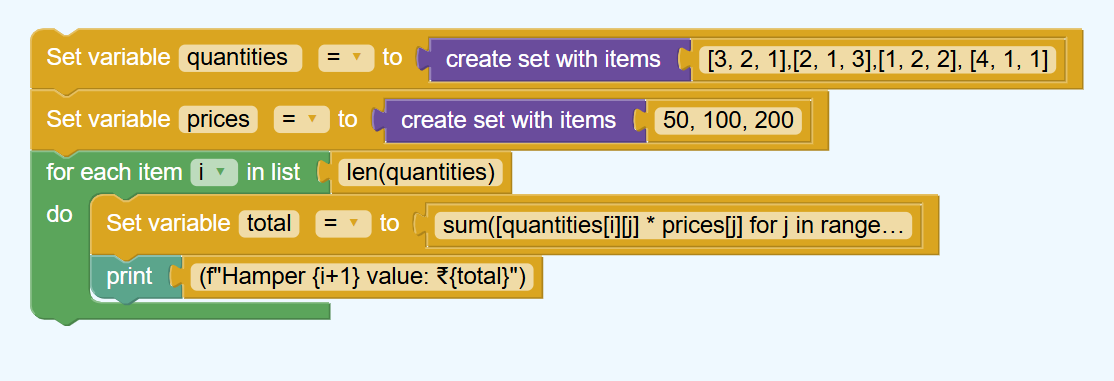 Set variable quantities = to create set with items [3, 2, 1],[2, 1, 3],[1, 2, 2], [4, 1, 1]
Set variable prices = to create set with items 50, 100, 200
for each item i in list len(quantities)
do Set variable total = to sum([quantities[i][j] * prices[j] for j in range…
print (f"Hamper {i+1} value: ₹{total}")